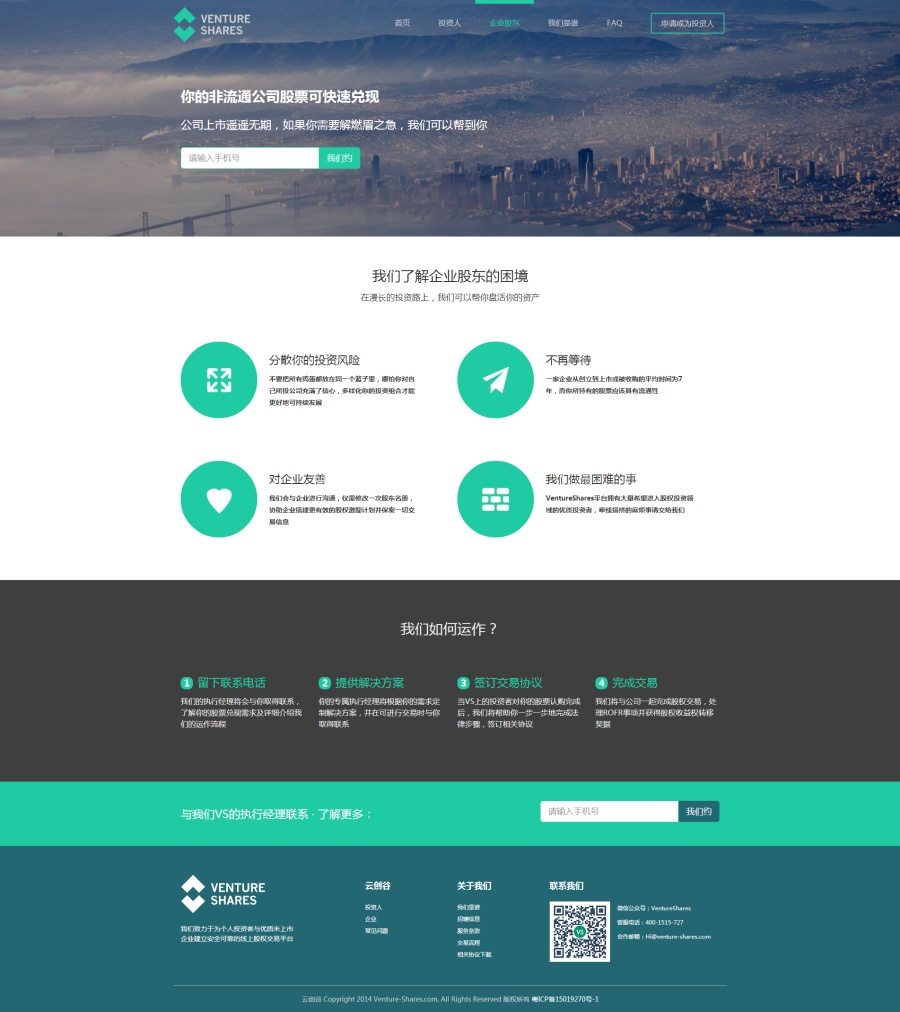 VENTURE
SHARES
首页 投资人 企业股东 我们是谁 FAQ 申请成为投资人
你的非流通公司股票可快速兑现
公司上市遥遥无期，如果你需要解燃眉之急，我们可以帮到你
请输入手机号 我们约
我们了解企业股东的困境
在漫长的投资路上，我们可以帮你盘活你的资产
分散你的投资风险
不要把所有鸡蛋都放在同一个篮子里，哪怕你对自
己所投公司充满了信心，多样化你的投资组合才能
更好地可持续发展
不再等待
一家企业从创立到上市或被收购的平均时间为7
年，而你所持有的股票应该具有流通性
对企业友善
我们会与企业进行沟通，仅需修改一次股东名册，
协助企业搭建更有效的股权激励计划并保密一切交
易信息
我们做最困难的事
VentureShares平台拥有大量希望进入股权投资领
域的优质投资者，牵线搭桥的麻烦事请交给我们
我们如何运作？
1 留下联系电话
我们的执行经理将会与你取得联系，
了解你的股票兑现需求及详细介绍我
们的运作流程
2 提供解决方案
你的专属执行经理将根据你的需求定
制解决方案，并在可进行交易时与你
取得联系
3 签订交易协议
当VS上的投资者对你的股票认购完成
后，我们将帮助你一步一步地完成法
律步骤，签订相关协议
4 完成交易
我们将与公司一起完成股权交易，处
理ROFR事项并获得股权收益权转移
契据
与我们VS的执行经理联系 · 了解更多：
请输入手机号 我们约
VENTURE
SHARES
我们致力于为个人投资者与优质未上市
企业建立安全可靠的线上股权交易平台
云创谷
投资人
企业
常见问题
关于我们
我们是谁
招聘信息
服务条款
交易流程
相关协议下载
联系我们
VS
微信公众号：VentureShares
客服电话：400-1515-727
合作邮箱：Hi@venture-shares.com
云创谷 Copyright 2014 Venture-Shares.com, All Rights Reserved 版权所有 粤ICP备15019270号-1